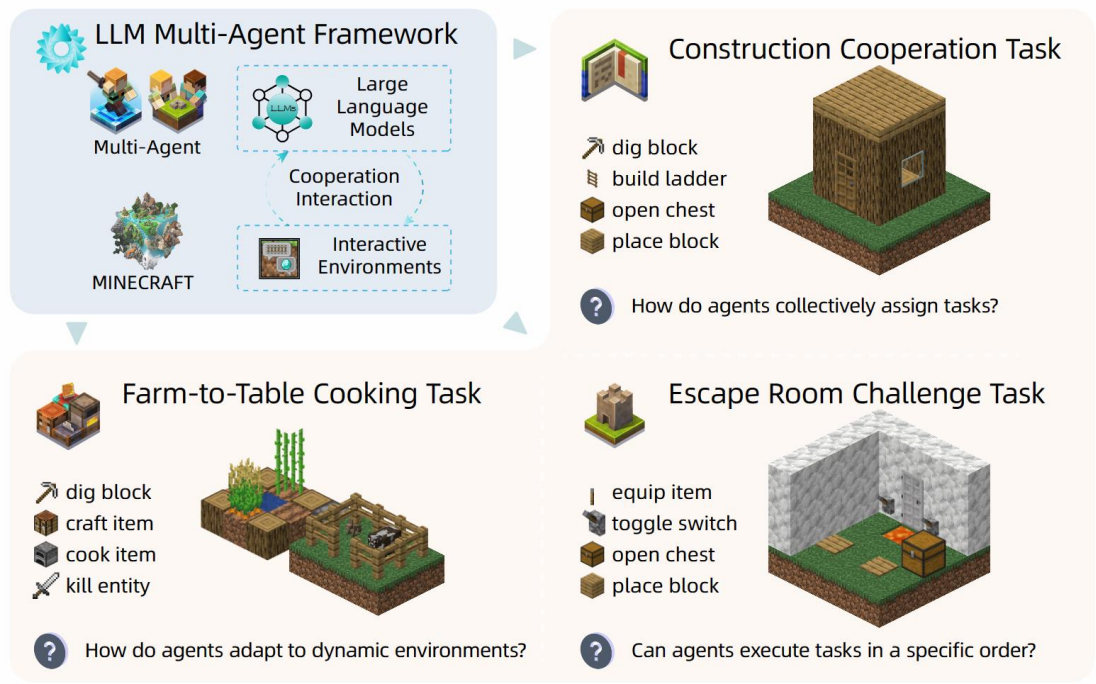 LLM Multi-Agent Framework
Multi-Agent
LLMs
Large
Language
Models
Cooperation
Interaction
MINECRAFT
Interactive
Environments
Construction Cooperation Task
dig block
build ladder
open chest
place block
? How do agents collectively assign tasks?
Farm-to-Table Cooking Task
dig block
craft item
cook item
kill entity
? How do agents adapt to dynamic environments?
Escape Room Challenge Task
equip item
toggle switch
open chest
place block
? Can agents execute tasks in a specific order?